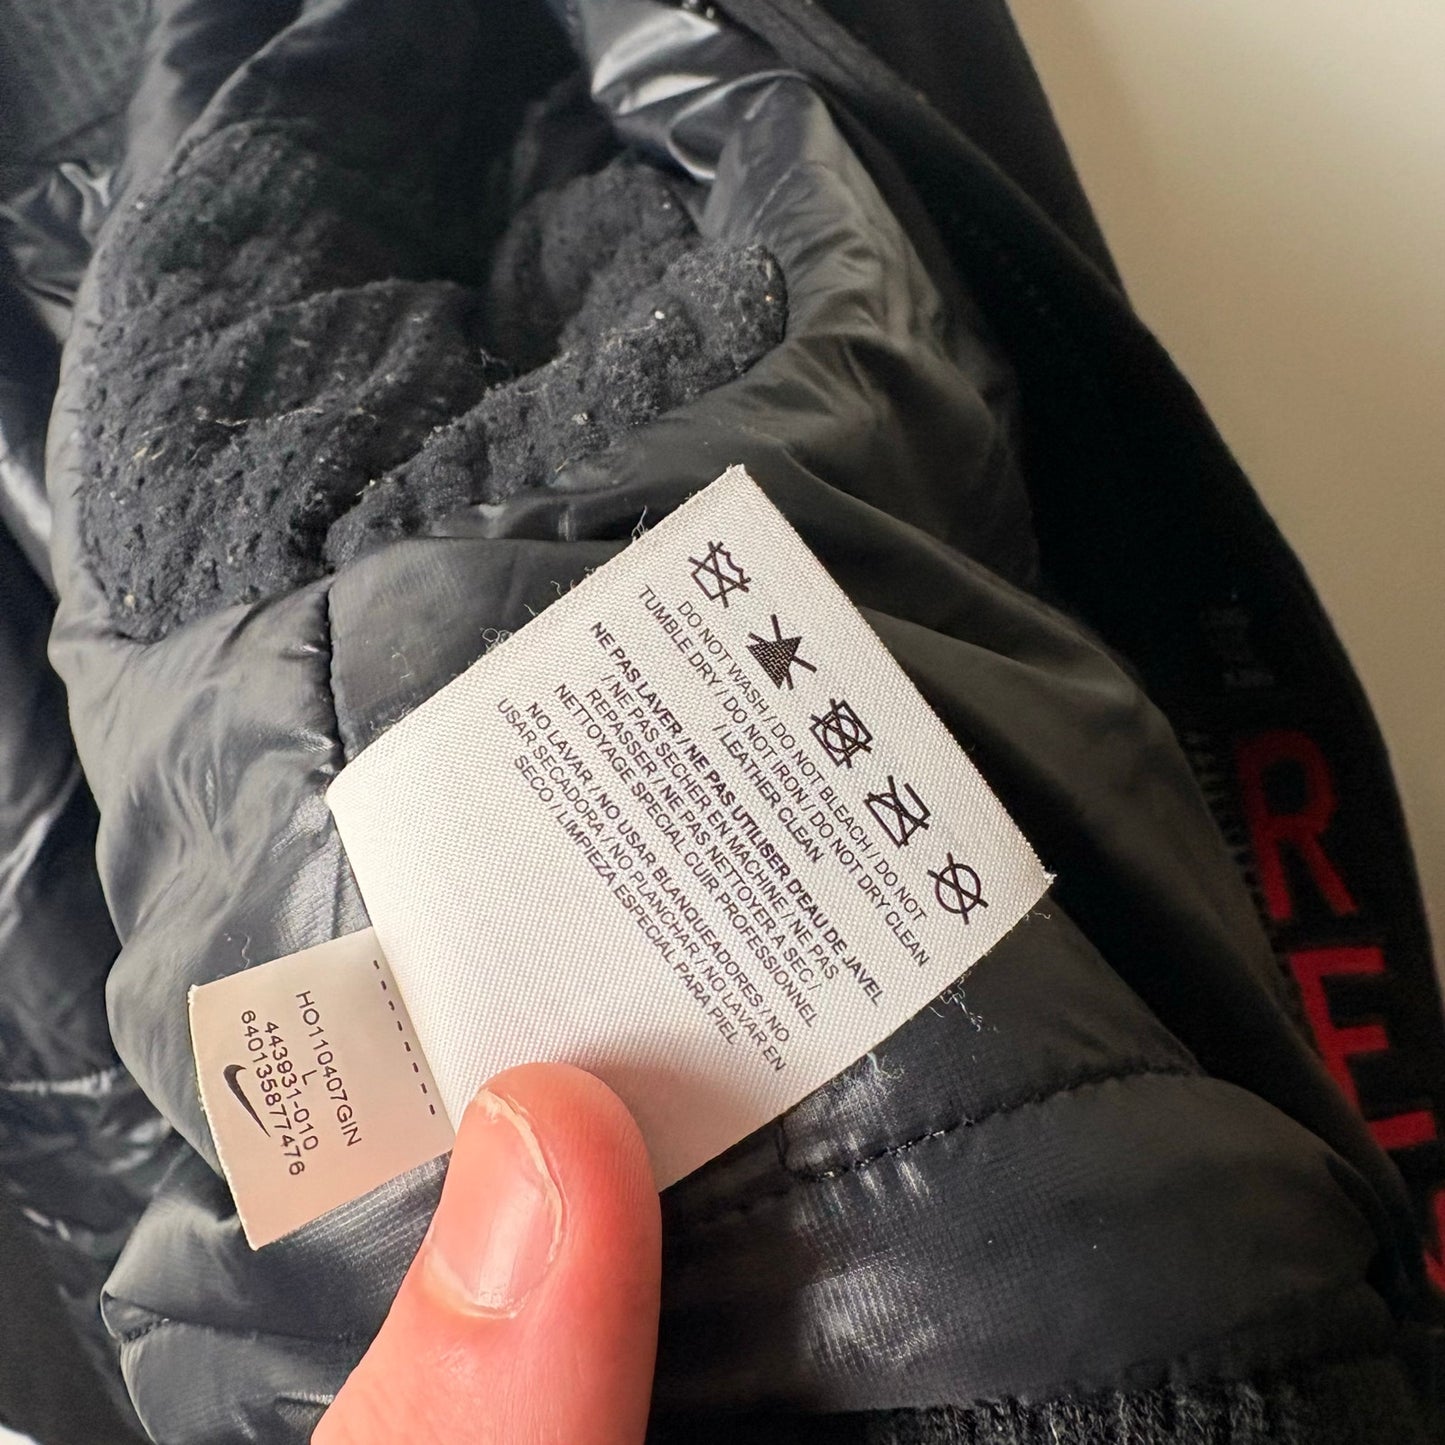 DO NOT WASH / DO NOT BLEACH / DO NOT
TUMBLE DRY / DO NOT IRON / DO NOT DRY CLEAN
/ LEATHER CLEAN
NE PAS LAVER / NE PAS UTILISER D'EAU DE JAVEL
/ NE PAS SECHER EN MACHINE / NE PAS
REPASSER / NE PAS NETTOYER A SEC /
NETTOYAGE SPECIAL CUIR PROFESSIONNEL
NO LAVAR / NO USAR BLANQUEADORES / NO
USAR SECADORA / NO PLANCHAR / NO LAVAR EN
SECO / LIMPIEZA ESPECIAL PARA PIEL
HO110407GIN
L
443931-010
640135877476
RE